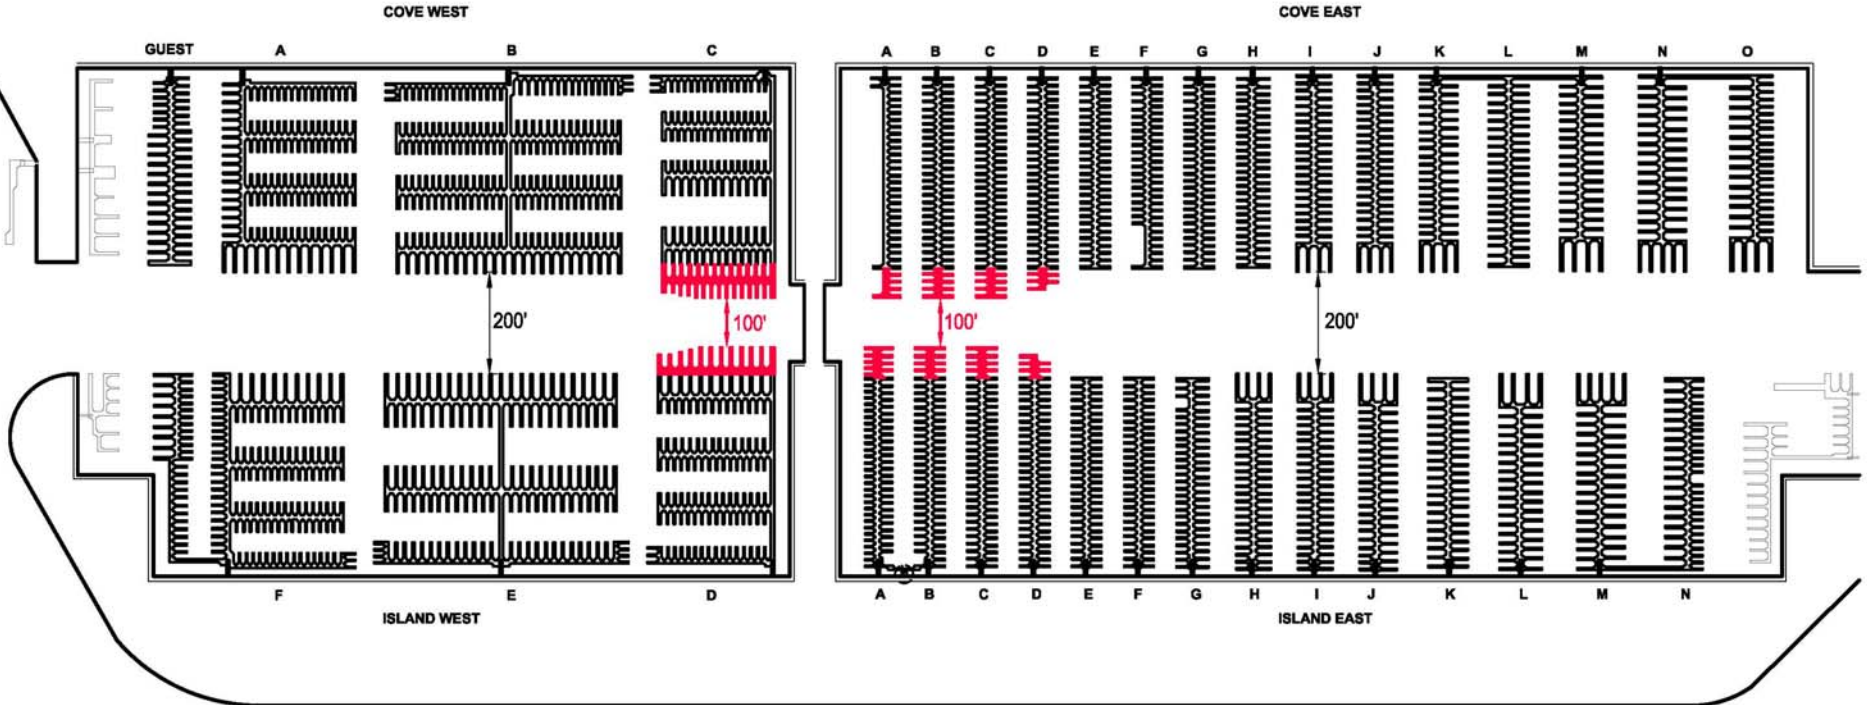 COVE WEST
COVE EAST
GUEST A B C
A B C D E F G H I J K L M N O
200'
100'
100'
200'
F E D
A B C D E F G H I J K L M N
ISLAND WEST
ISLAND EAST